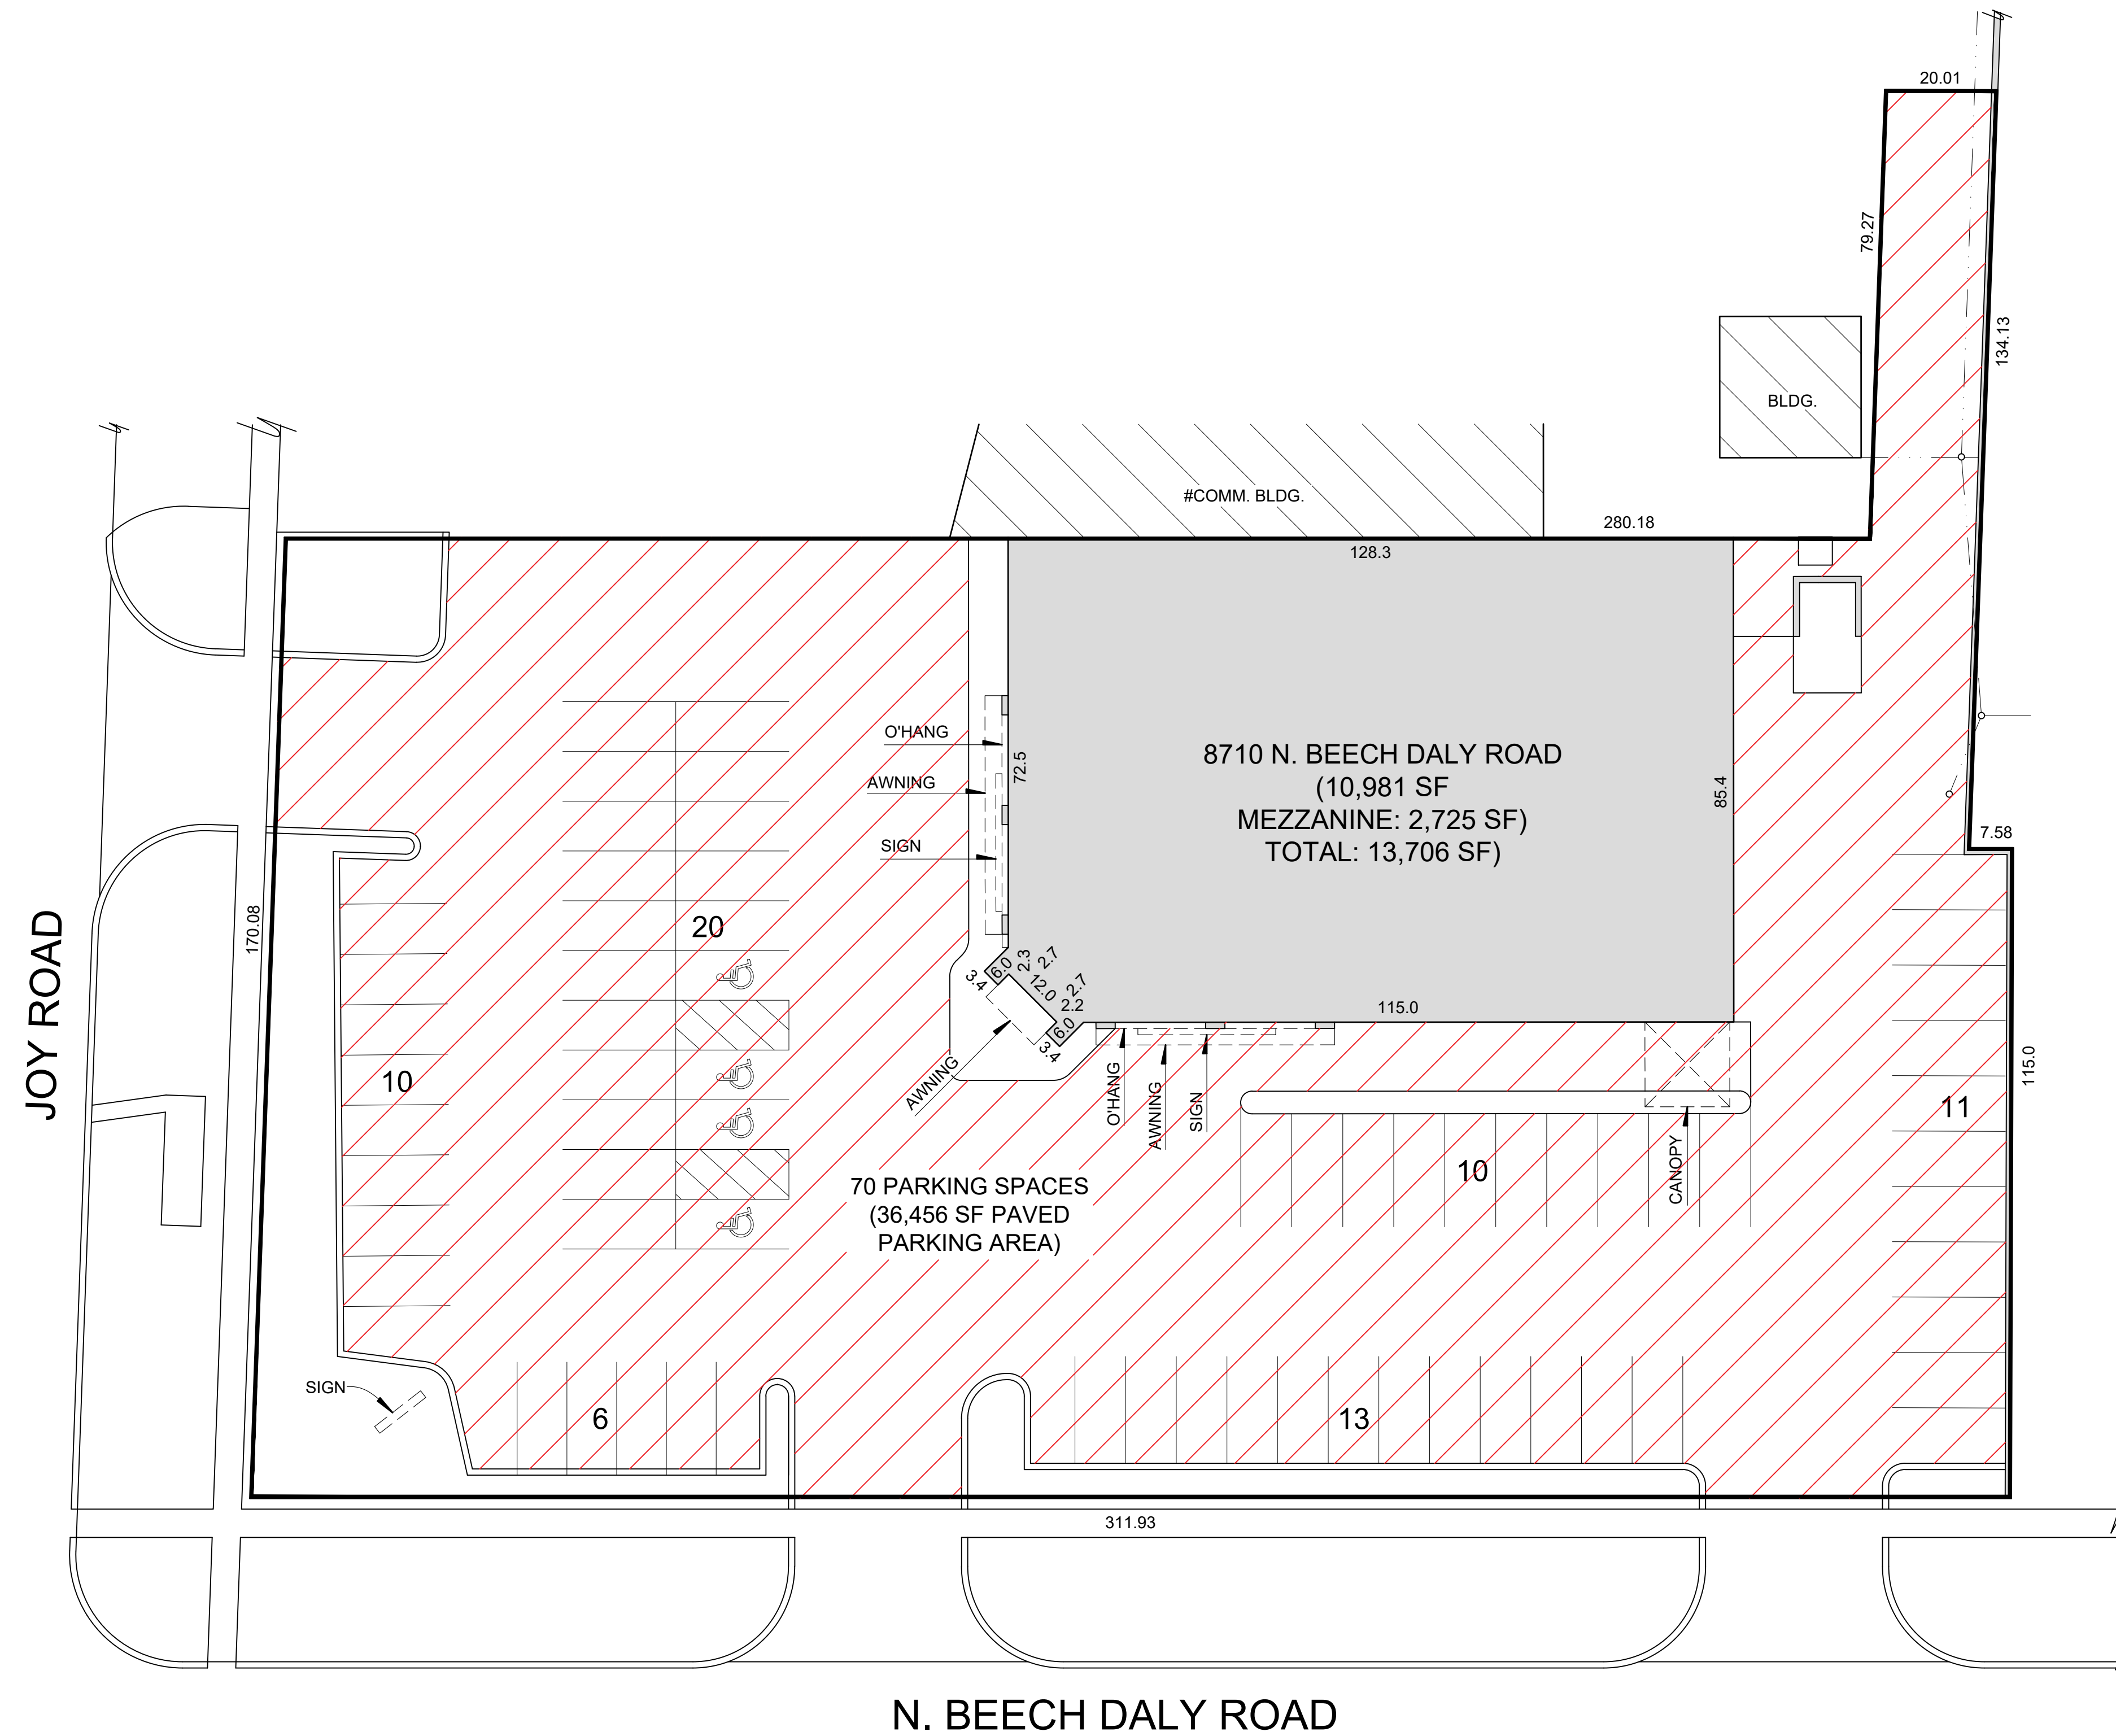 20.01
79.27
134.13
BLDG.
#COMM. BLDG.
280.18
128.3
O'HANG
72.5
AWNING
SIGN
8710 N. BEECH DALY ROAD
(10,981 SF
MEZZANINE: 2,725 SF)
TOTAL: 13,706 SF)
85.4
7.58
170.08
JOY ROAD
20
10
3.4
6.0
2.3
2.7
12.0
2.7
2.2
6.0
3.4
115.0
AWNING
O'HANG
AWNING
SIGN
10
CANOPY
11
115.0
70 PARKING SPACES
(36,456 SF PAVED
PARKING AREA)
SIGN
6
13
311.93
N. BEECH DALY ROAD